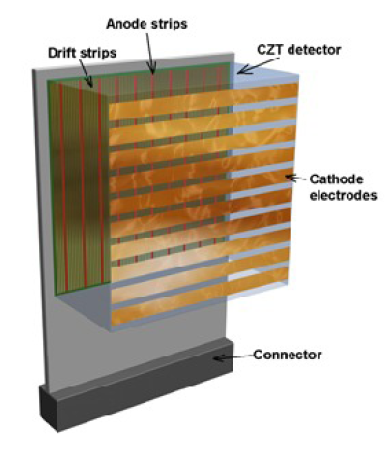 Anode strips
Drift strips
CZT detector
Cathode
electrodes
Connector